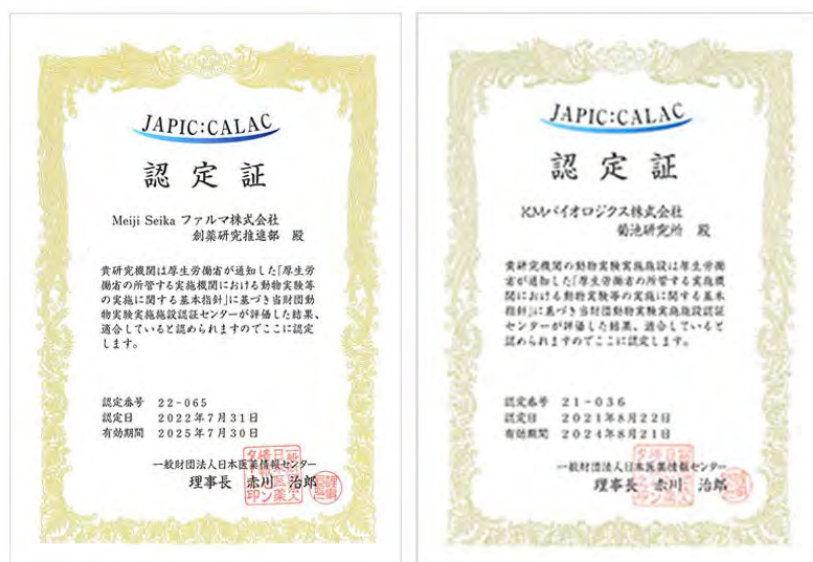 JAPIC:CALAC
認定証
Meiji Seika ファルマ株式会社
創薬研究推進部 殿
貴研究機関は厚生労働省が通知した「厚生労
働省の所管する実施機関における動物実験等
の実施に関する基本指針」に基づき当財団動
物実験実施施設認証センターが評価した結果、
適合していると認められますのでここに認定
します。
認定番号 22-065
認定日 2022年7月31日
有効期間 2025年7月30日
一般財団法人日本医薬情報センター
理事長 赤川 治郎
JAPIC:CALAC
認定証
KMバイオロジクス株式会社
菊池研究所 殿
貴研究機関の動物実験実施施設は厚生労働
省が通知した「厚生労働省の所管する実施機
関における動物実験等の実施に関する基本
指針」に基づき当財団動物実験実施施設認証
センターが評価した結果、適合していると
認められますのでここに認定します。
認定番号 21-036
認定日 2021年8月22日
有効期間 2024年8月21日
一般財団法人日本医薬情報センター
理事長 赤川 治郎